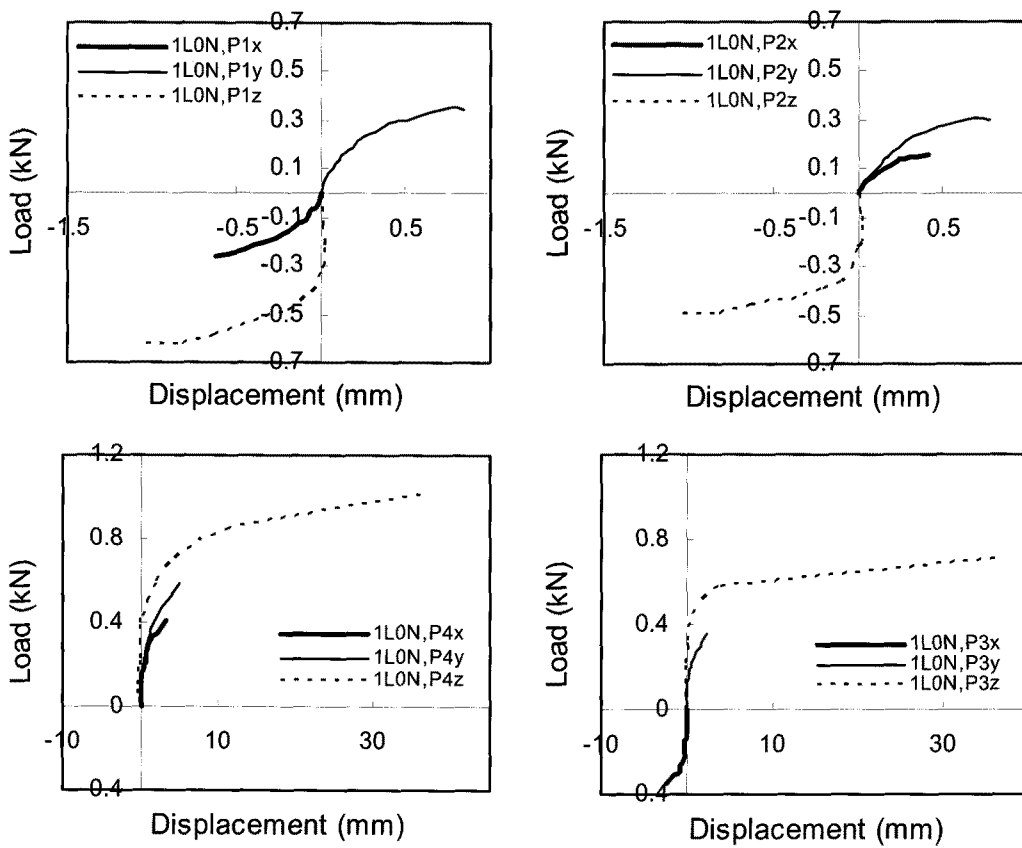 0.7
1L0N,P1x
1L0N,P1y
1L0N,P1z
0.5
0.3
0.1
-1.5
-0.5
-0.1
0.5
-0.3
-0.5
0.7
Load (kN)
Displacement (mm)
0.7
1L0N,P2x
1L0N,P2y
1L0N,P2z
0.5
0.3
0.1
-1.5
-0.5
-0.1
0.5
-0.3
-0.5
0.7
Load (kN)
Displacement (mm)
1.2
0.8
0.4
1L0N,P4x
1L0N,P4y
1L0N,P4z
0
-10
10
30
0.4
Load (kN)
Displacement (mm)
1.2
0.8
0.4
1L0N,P3x
1L0N,P3y
1L0N,P3z
0
-10
10
30
0.4
Load (kN)
Displacement (mm)